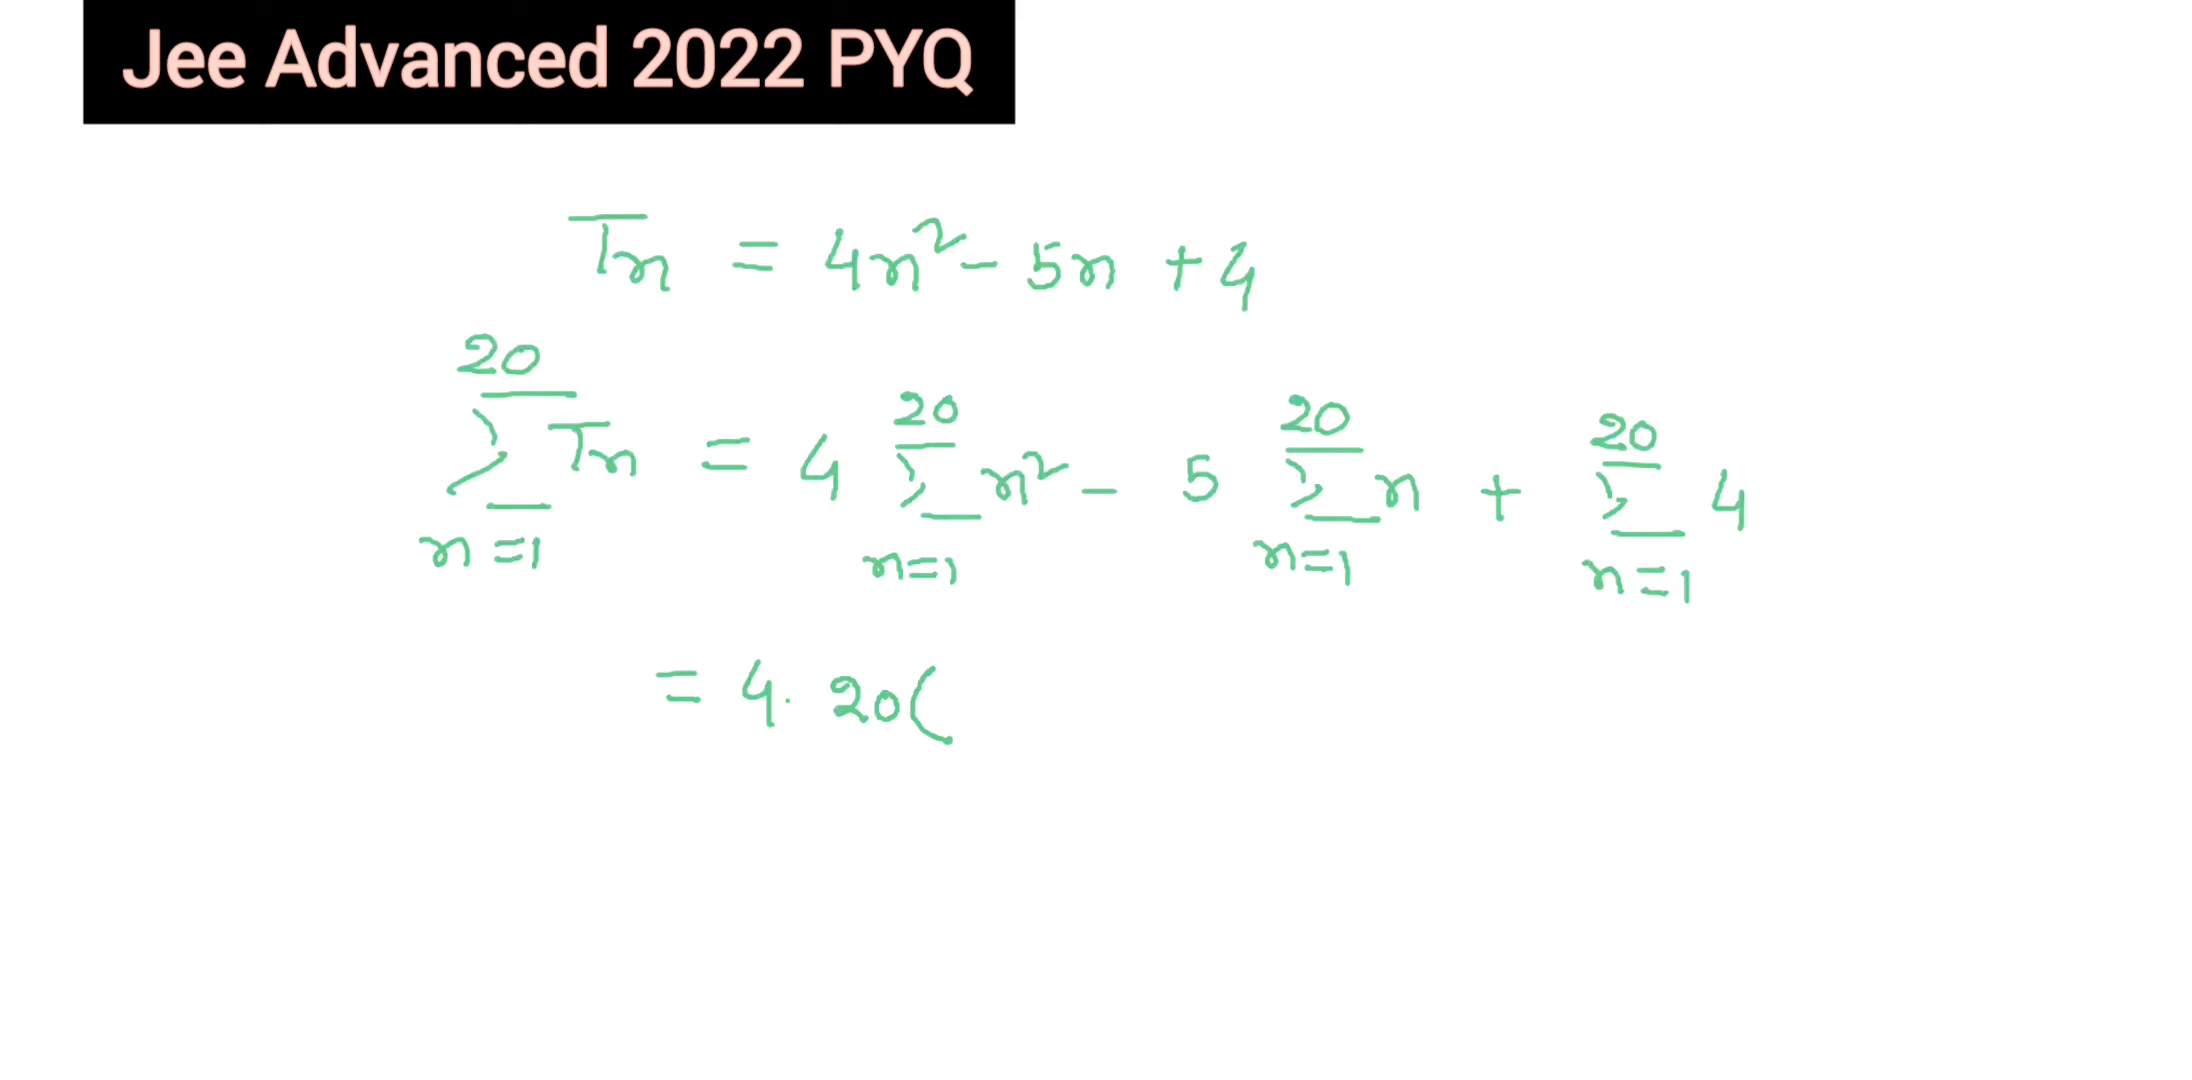 Jee Advanced 2022 PYQ
Tn = 4n² - 5n + 4
20 ∑ n=1 Tn = 4 20 ∑ n=1 n² - 5 20 ∑ n=1 n + 20 ∑ n=1 4
= 4. 20(